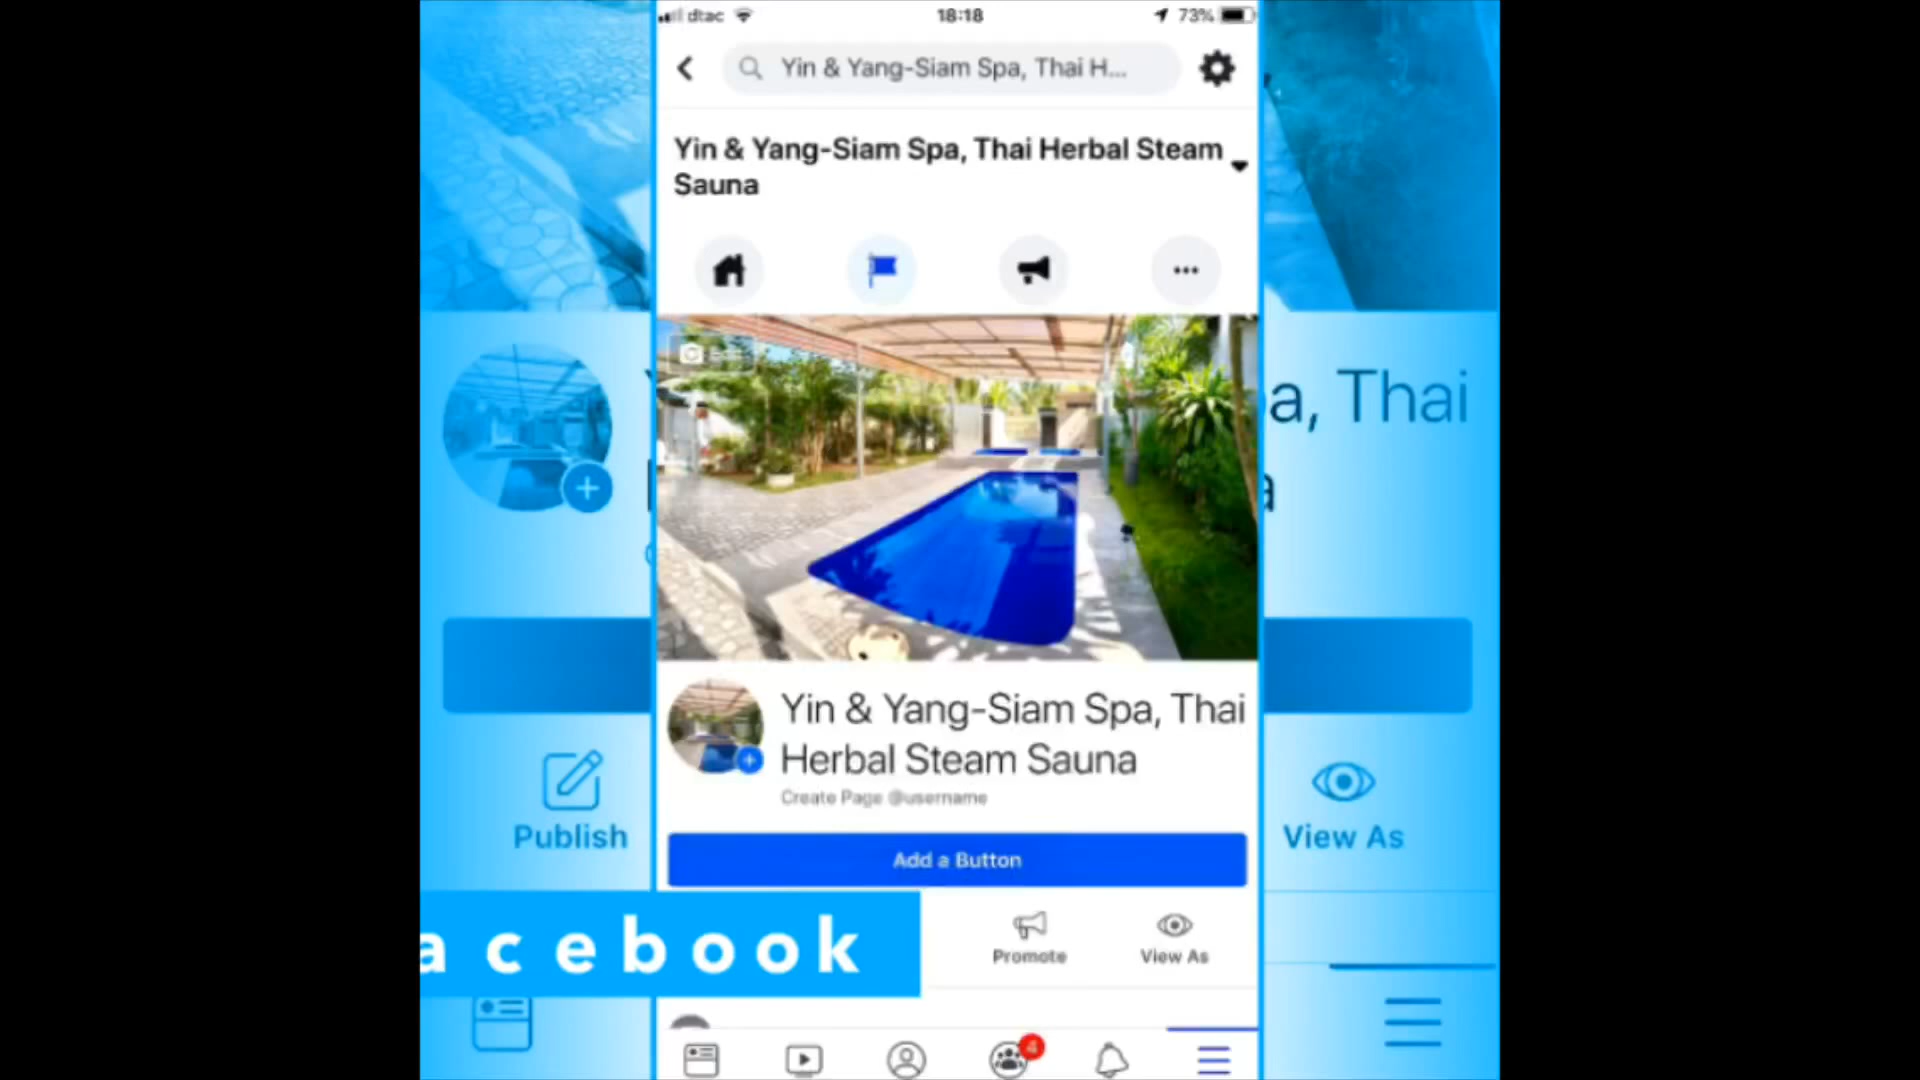 dtac
18:18
73%
Yin & Yang-Siam Spa, Thai H...
Yin & Yang-Siam Spa, Thai Herbal Steam
Sauna
Edit
a, Thai
a
Yin & Yang-Siam Spa, Thai
Herbal Steam Sauna
Create Page @username
Add a Button
Publish
View As
Promote
View As
acebook
4